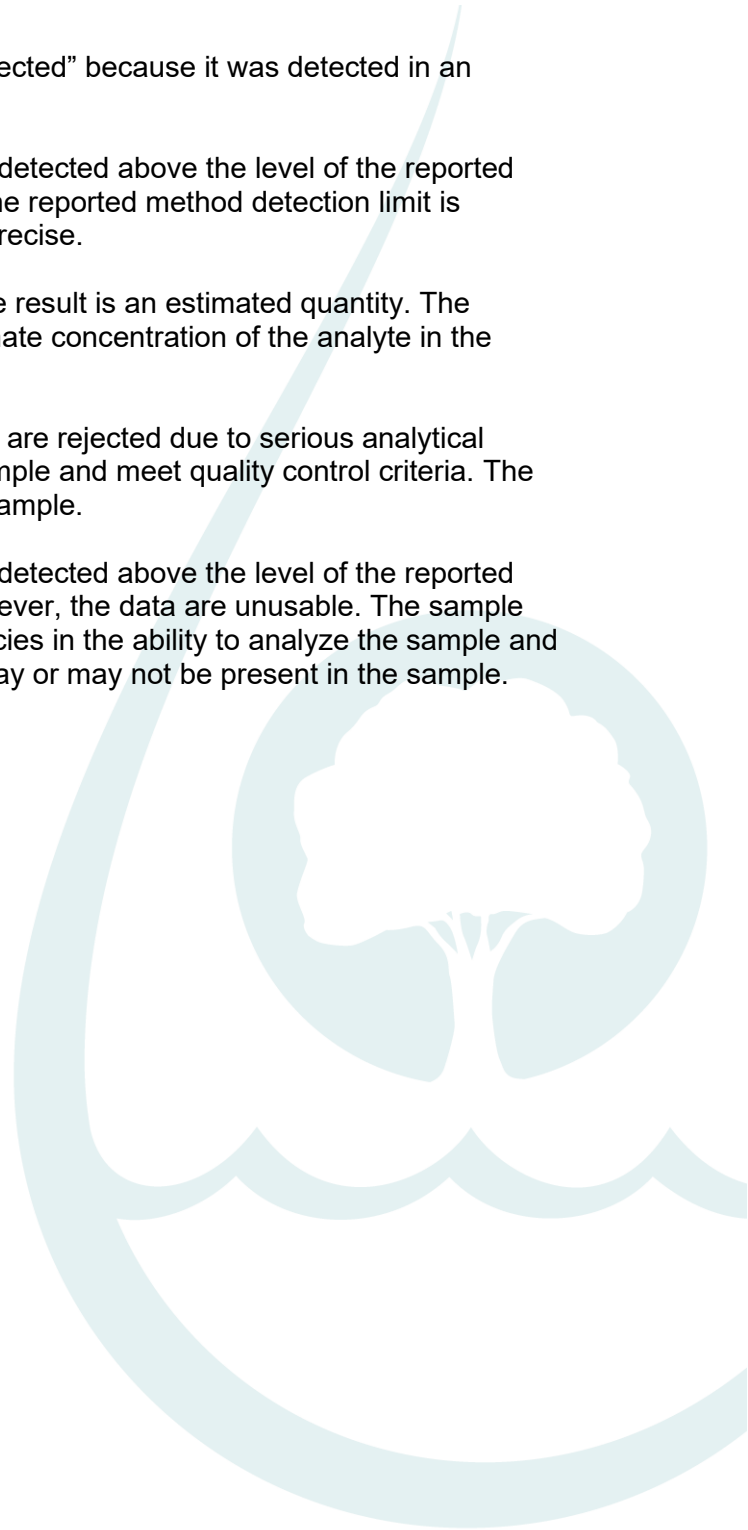 ected” because it was detected in an
detected above the level of the reported
he reported method detection limit is
recise.
e result is an estimated quantity. The
nate concentration of the analyte in the
are rejected due to serious analytical
mple and meet quality control criteria. The
ample.
detected above the level of the reported
ever, the data are unusable. The sample
cies in the ability to analyze the sample and
ay or may not be present in the sample.